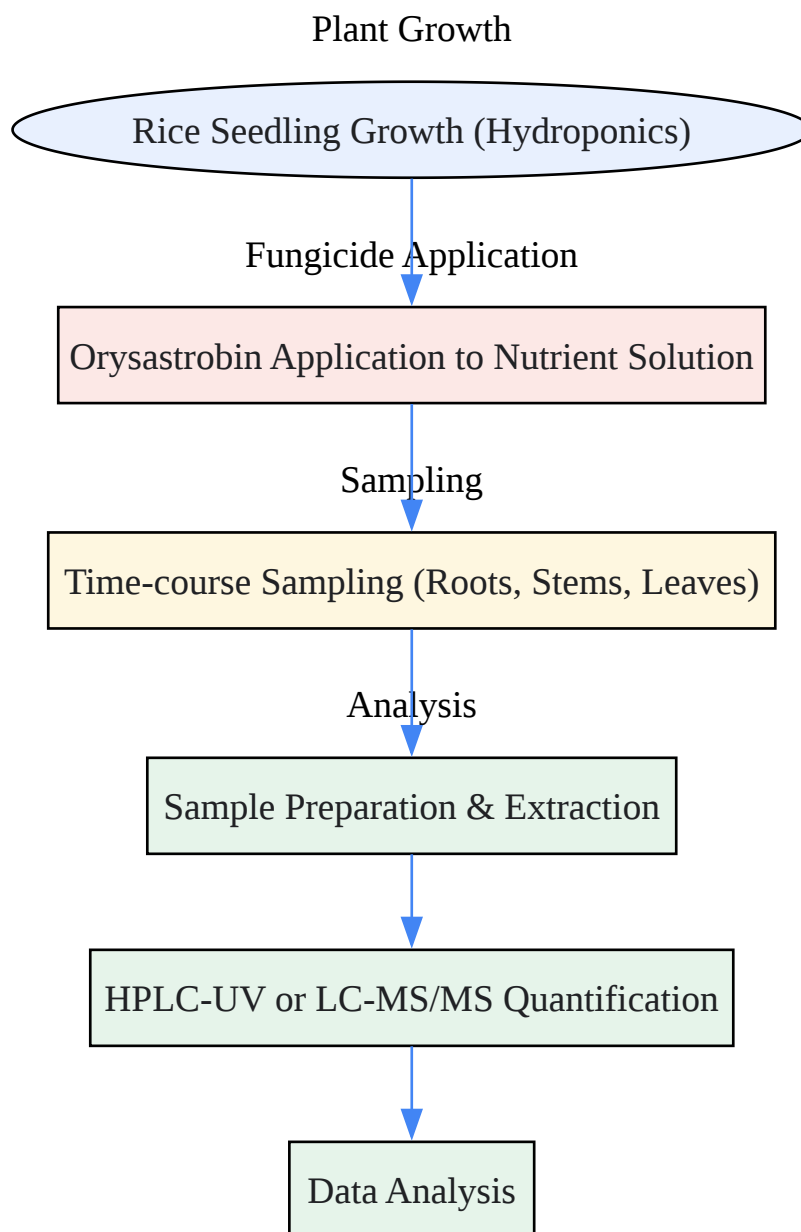 Plant Growth
Rice Seedling Growth (Hydroponics)
Fungicide Application
Orysastrobin Application to Nutrient Solution
Sampling
Time-course Sampling (Roots, Stems, Leaves)
Analysis
Sample Preparation & Extraction
HPLC-UV or LC-MS/MS Quantification
Data Analysis